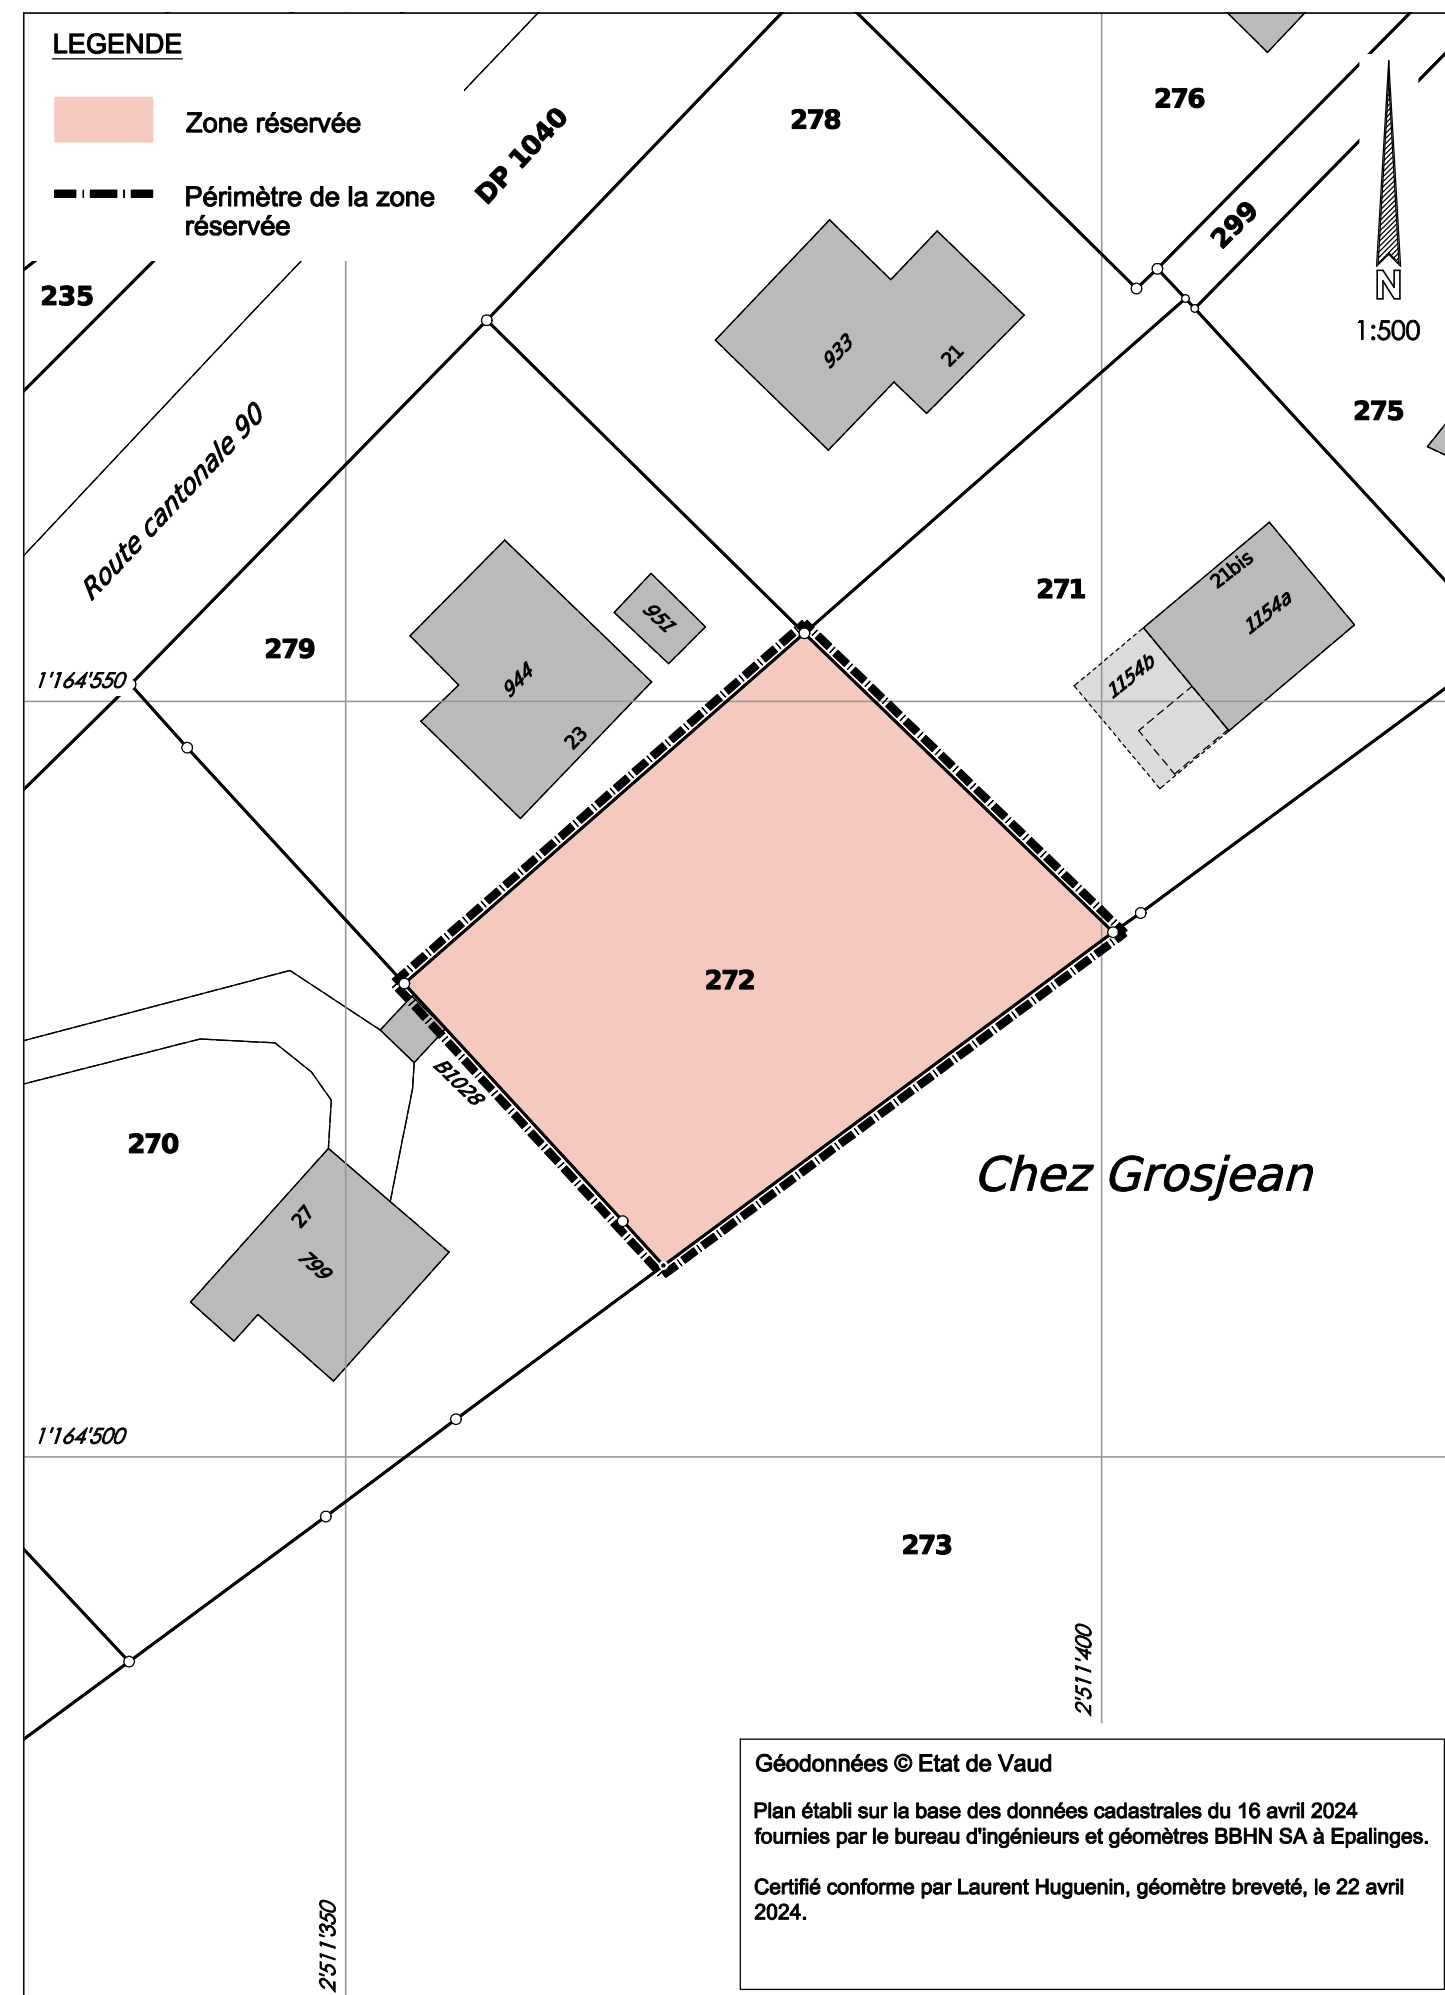 LEGENDE
Zone réservée
Périmètre de la zone
réservée
DP 1040
278
276
299
N
1:500
235
275
933
21
Route cantonale 90
279
951
944
23
271
21bis
1154a
1154b
1'164'550
272
B1028
270
27
799
Chez Grosjean
1'164'500
273
2'511'400
2'511'350
Géodonnées © Etat de Vaud
Plan établi sur la base des données cadastrales du 16 avril 2024
fournies par le bureau d'ingénieurs et géomètres BBHN SA à Epalinges.
Certifié conforme par Laurent Huguenin, géomètre breveté, le 22 avril
2024.